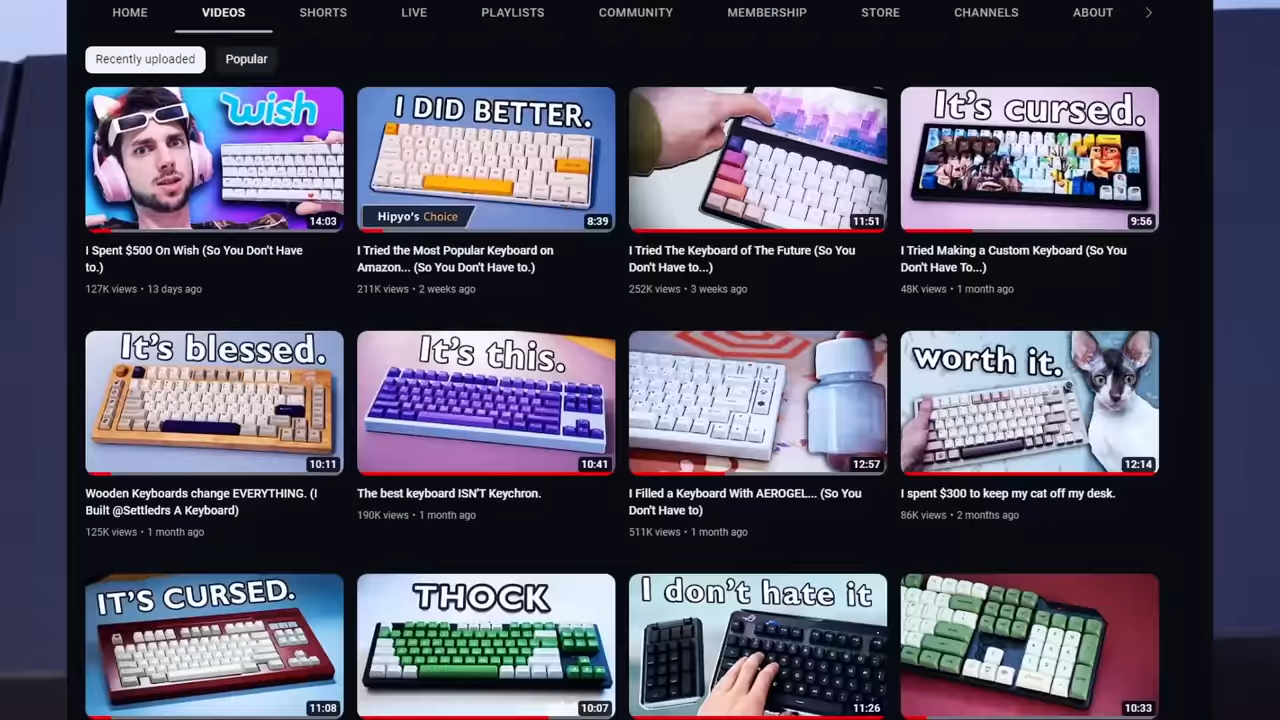 HOME VIDEOS SHORTS LIVE PLAYLISTS COMMUNITY MEMBERSHIP STORE CHANNELS ABOUT
Recently uploaded Popular
wish
14:03
I DID BETTER.
Hipyo's Choice
8:39
11:51
It's cursed.
9:56
I Spent $500 On Wish (So You Don't Have
to.)
127K views • 13 days ago
I Tried the Most Popular Keyboard on
Amazon... (So You Don't Have to.)
211K views • 2 weeks ago
I Tried The Keyboard of The Future (So You
Don't Have to...)
252K views • 3 weeks ago
I Tried Making a Custom Keyboard (So You
Don't Have To...)
48K views • 1 month ago
It's blessed.
10:11
It's this.
10:41
12:57
worth it.
12:14
Wooden Keyboards change EVERYTHING. (I
Built @Settledrs A Keyboard)
125K views • 1 month ago
The best keyboard ISN'T Keychron.
190K views • 1 month ago
I Filled a Keyboard With AEROGEL... (So You
Don't Have to)
511K views • 1 month ago
I spent $300 to keep my cat off my desk.
86K views • 2 months ago
IT'S CURSED.
11:08
THOCK
10:07
I don't hate it
11:26
10:33